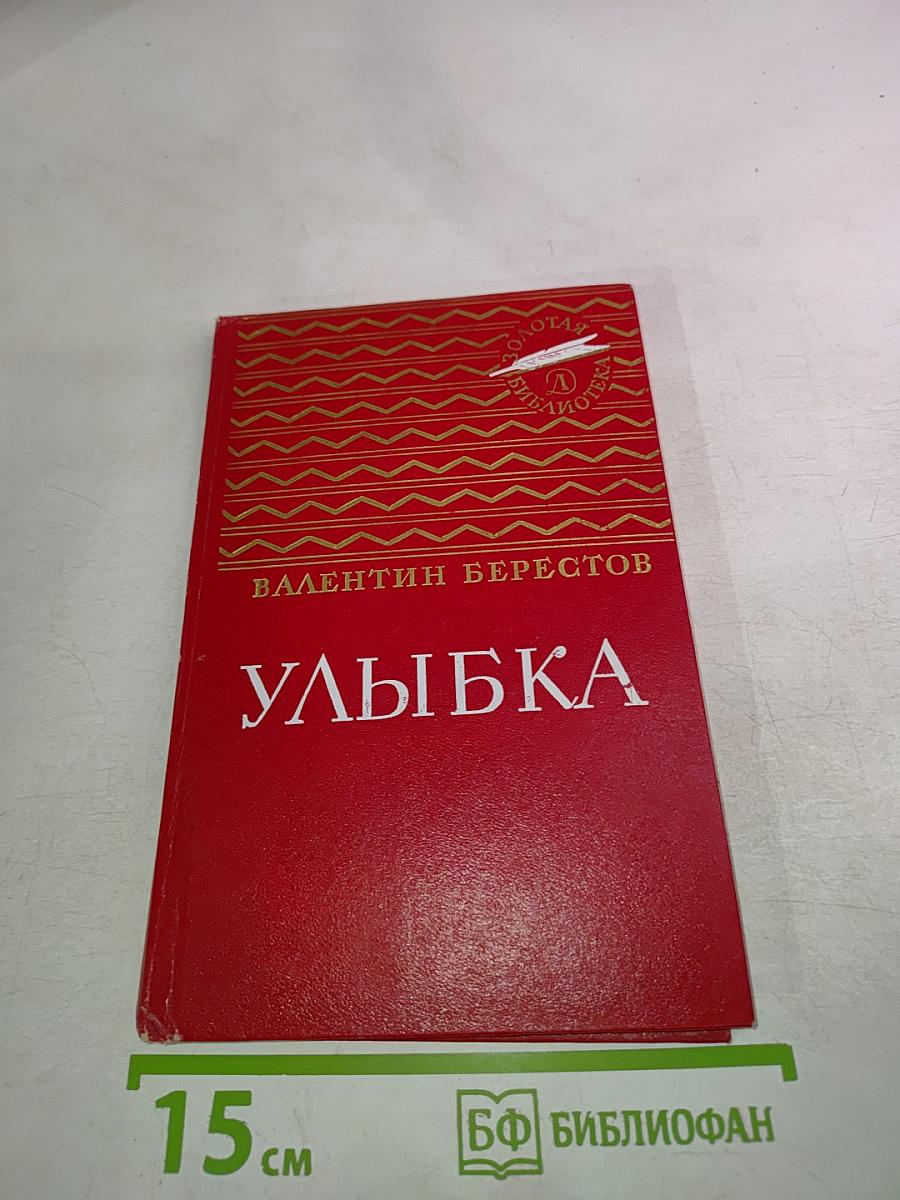 ЗОЛОТАЯ
БИБЛИОТЕКА
Д
ВАЛЕНТИН БЕРЕСТОВ
УЛЫБКА
15 см
БФ БИБЛИОФАН